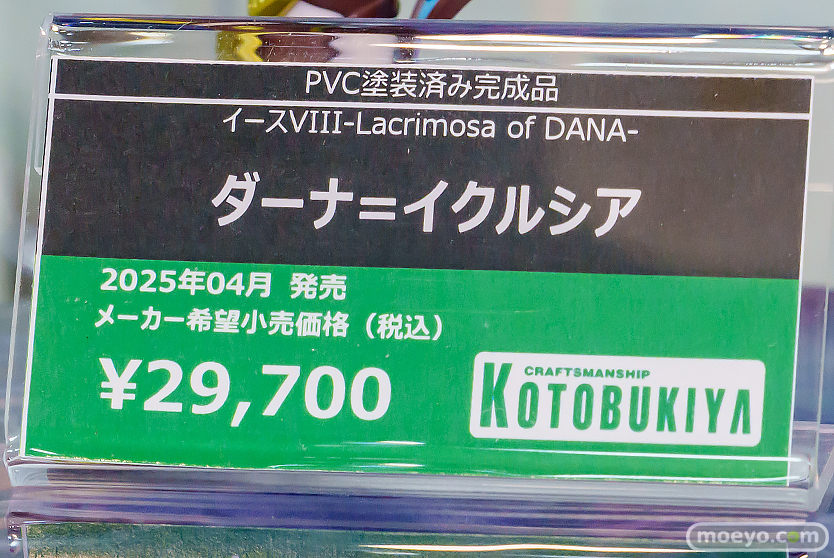 PVC塗装済み完成品
イースVIII-Lacrimosa of DANA-
ダーナ=イクルシア
2025年04月 発売
メーカー希望小売価格（税込）
¥29,700
CRAFTSMANSHIP
KOTOBUKIYA
moeyo.com